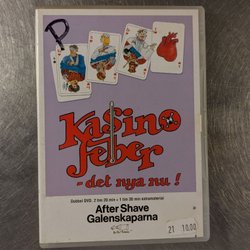 P
Kasino
feber
- det nya nu!
Dubbel DVD 2 tim 20 min + 1 tim 20 min extramaterial
After Shave
Galenskaparna
21 10,00